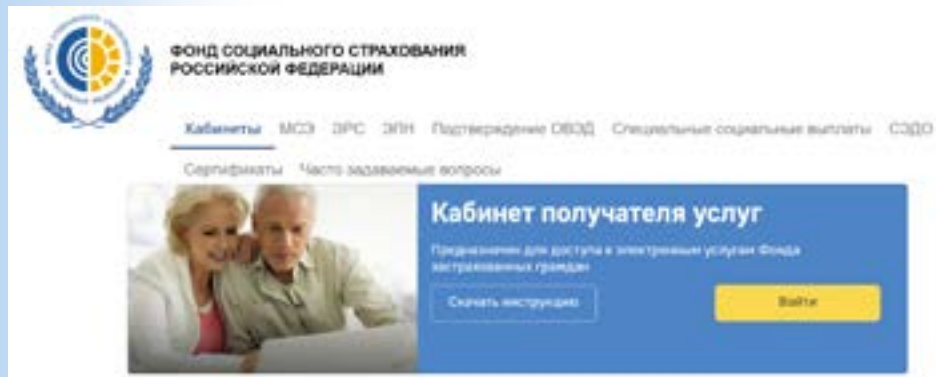 ФОНД СОЦИАЛЬНОГО СТРАХОВАНИЯ
РОССИЙСКОЙ ФЕДЕРАЦИИ
Кабинеты МСЭ ЭРС ЭЛН Подтверждение ОВЭД Специальные социальные выплаты СЭДО
Сертификаты Часто задаваемые вопросы
Кабинет получателя услуг
Предназначен для доступа к электронным услугам Фонда
застрахованных граждан
Скачать инструкцию
Войти